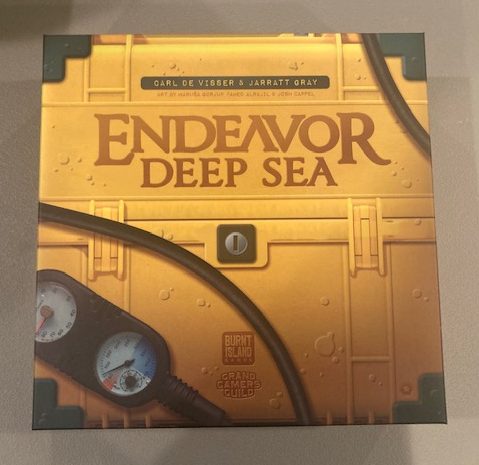 CARL DE VISSER & JARRATT GRAY
ENDEAVOR
DEEP SEA
BURNT
ISLAND
GAMES
GRAND
GAMERS
GUILD